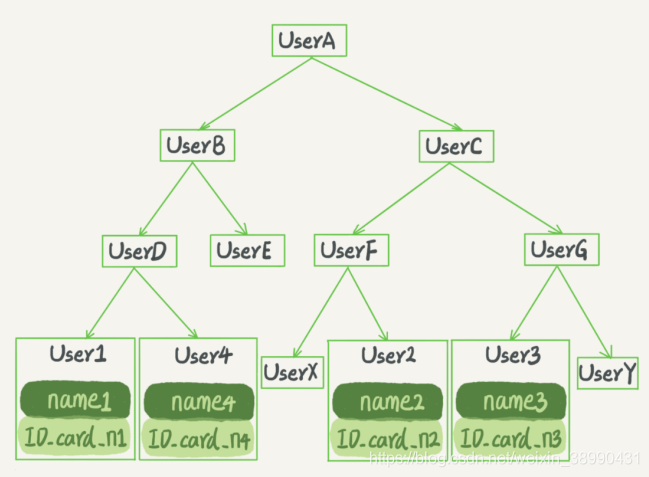 UserA
UserB
UserC
UserD
UserE
UserF
UserG
User1
name1
ID_card_n1
User4
name4
ID_card_n4
UserX
User2
name2
ID_card_n2
User3
name3
ID_card_n3
UserY
https://blog.csdn.net/weixin_38990431